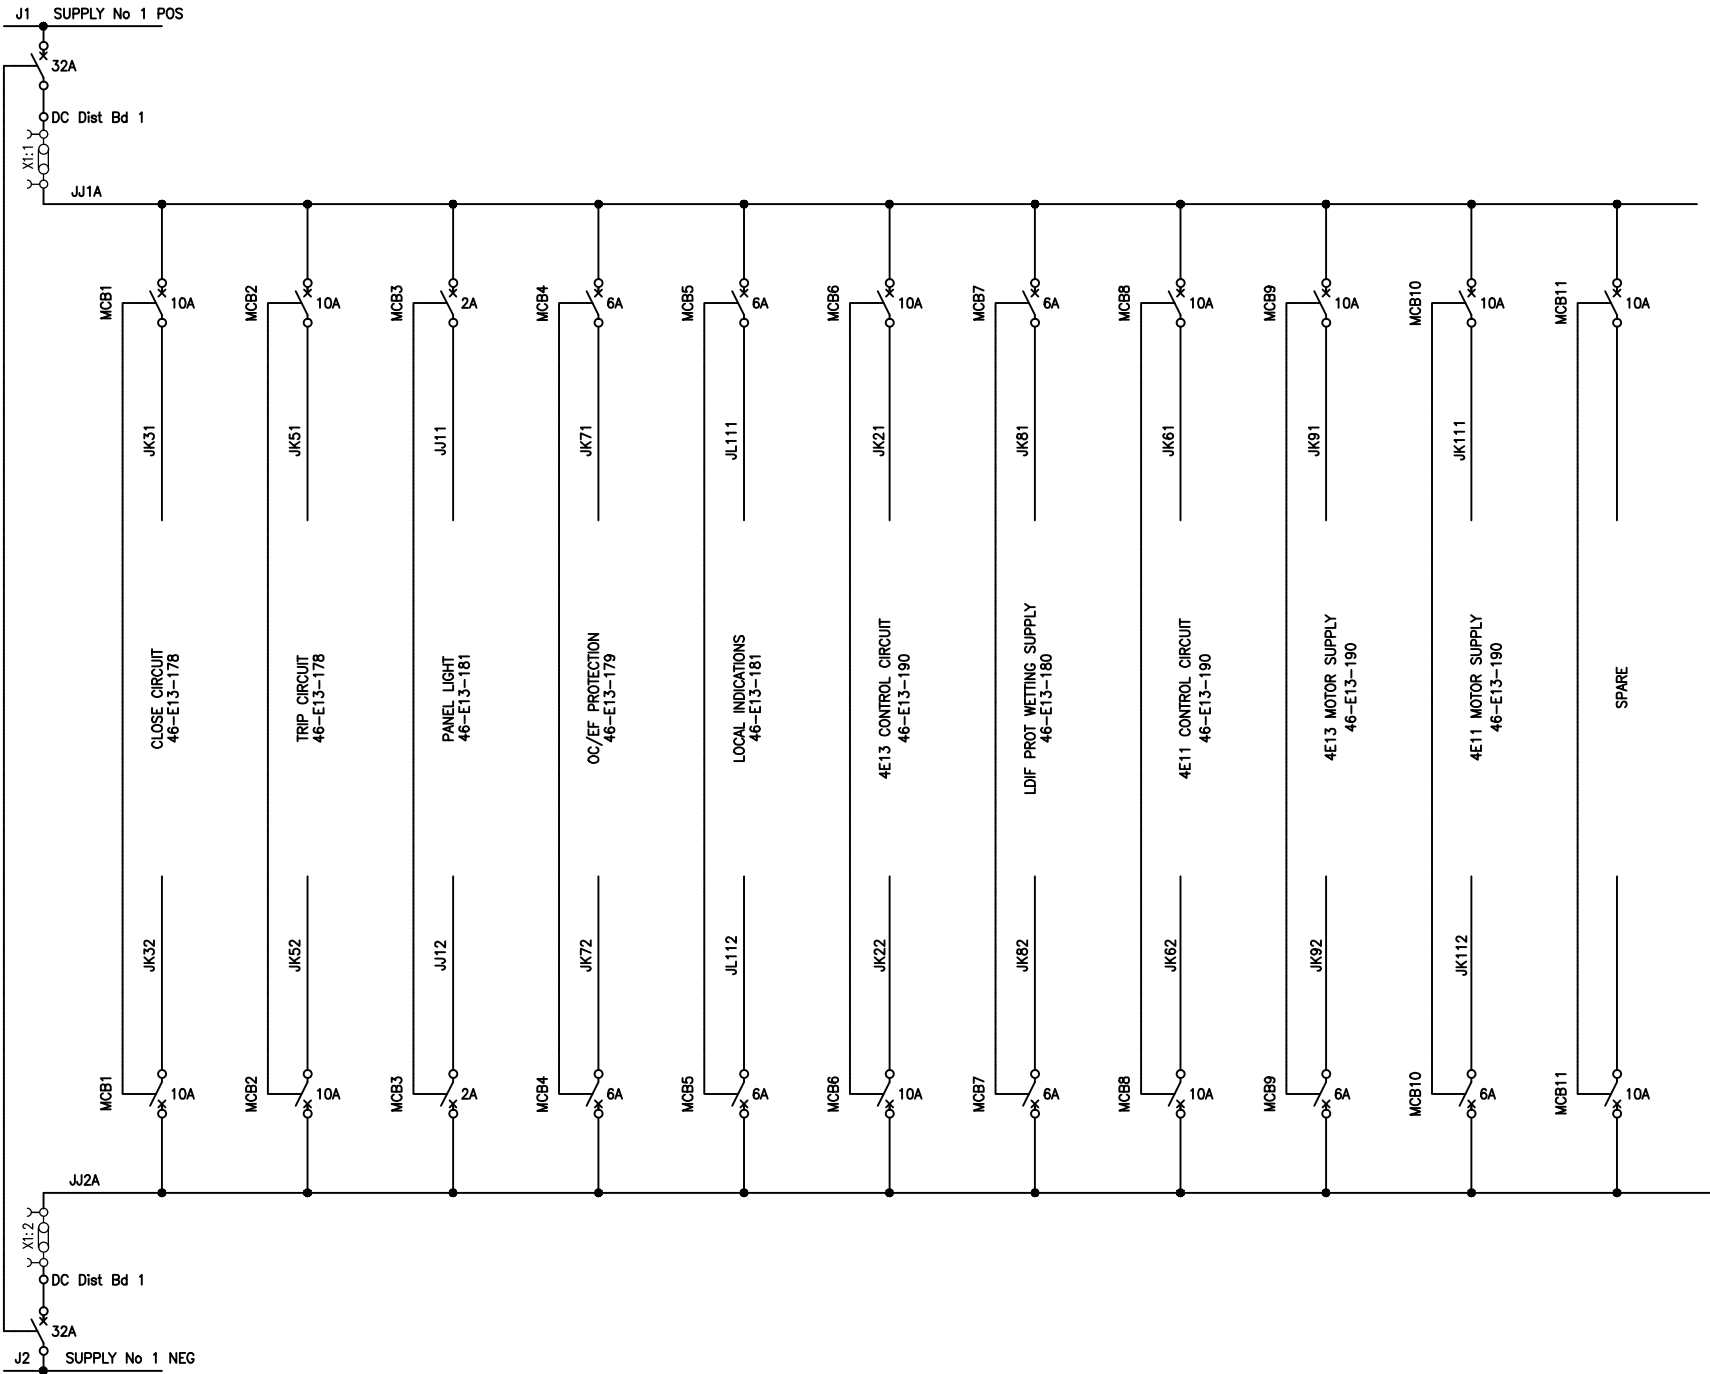 J1 SUPPLY No 1 POS
32A
DC Dist Bd 1
X1:1
JJ1A
MCB1 10A
MCB2 10A
MCB3 2A
MCB4 6A
MCB5 6A
MCB6 10A
MCB7 6A
MCB8 10A
MCB9 10A
MCB10 10A
MCB11 10A
JK31
JK51
JJ11
JK71
JL111
JK21
JK81
JK61
JK91
JK111
CLOSE CIRCUIT
46-E13-178
TRIP CIRCUIT
46-E13-178
PANEL LIGHT
46-E13-181
OC/EF PROTECTION
46-E13-179
LOCAL INDICATIONS
46-E13-181
4E13 CONTROL CIRCUIT
46-E13-190
LDIF PROT WETTING SUPPLY
46-E13-180
4E11 CONTROL CIRCUIT
46-E13-190
4E13 MOTOR SUPPLY
46-E13-190
4E11 MOTOR SUPPLY
46-E13-190
SPARE
JK32
JK52
JJ12
JK72
JL112
JK22
JK82
JK62
JK92
JK112
MCB1 10A
MCB2 10A
MCB3 2A
MCB4 6A
MCB5 6A
MCB6 10A
MCB7 6A
MCB8 10A
MCB9 6A
MCB10 6A
MCB11 10A
JJ2A
X1:2
DC Dist Bd 1
32A
J2 SUPPLY No 1 NEG